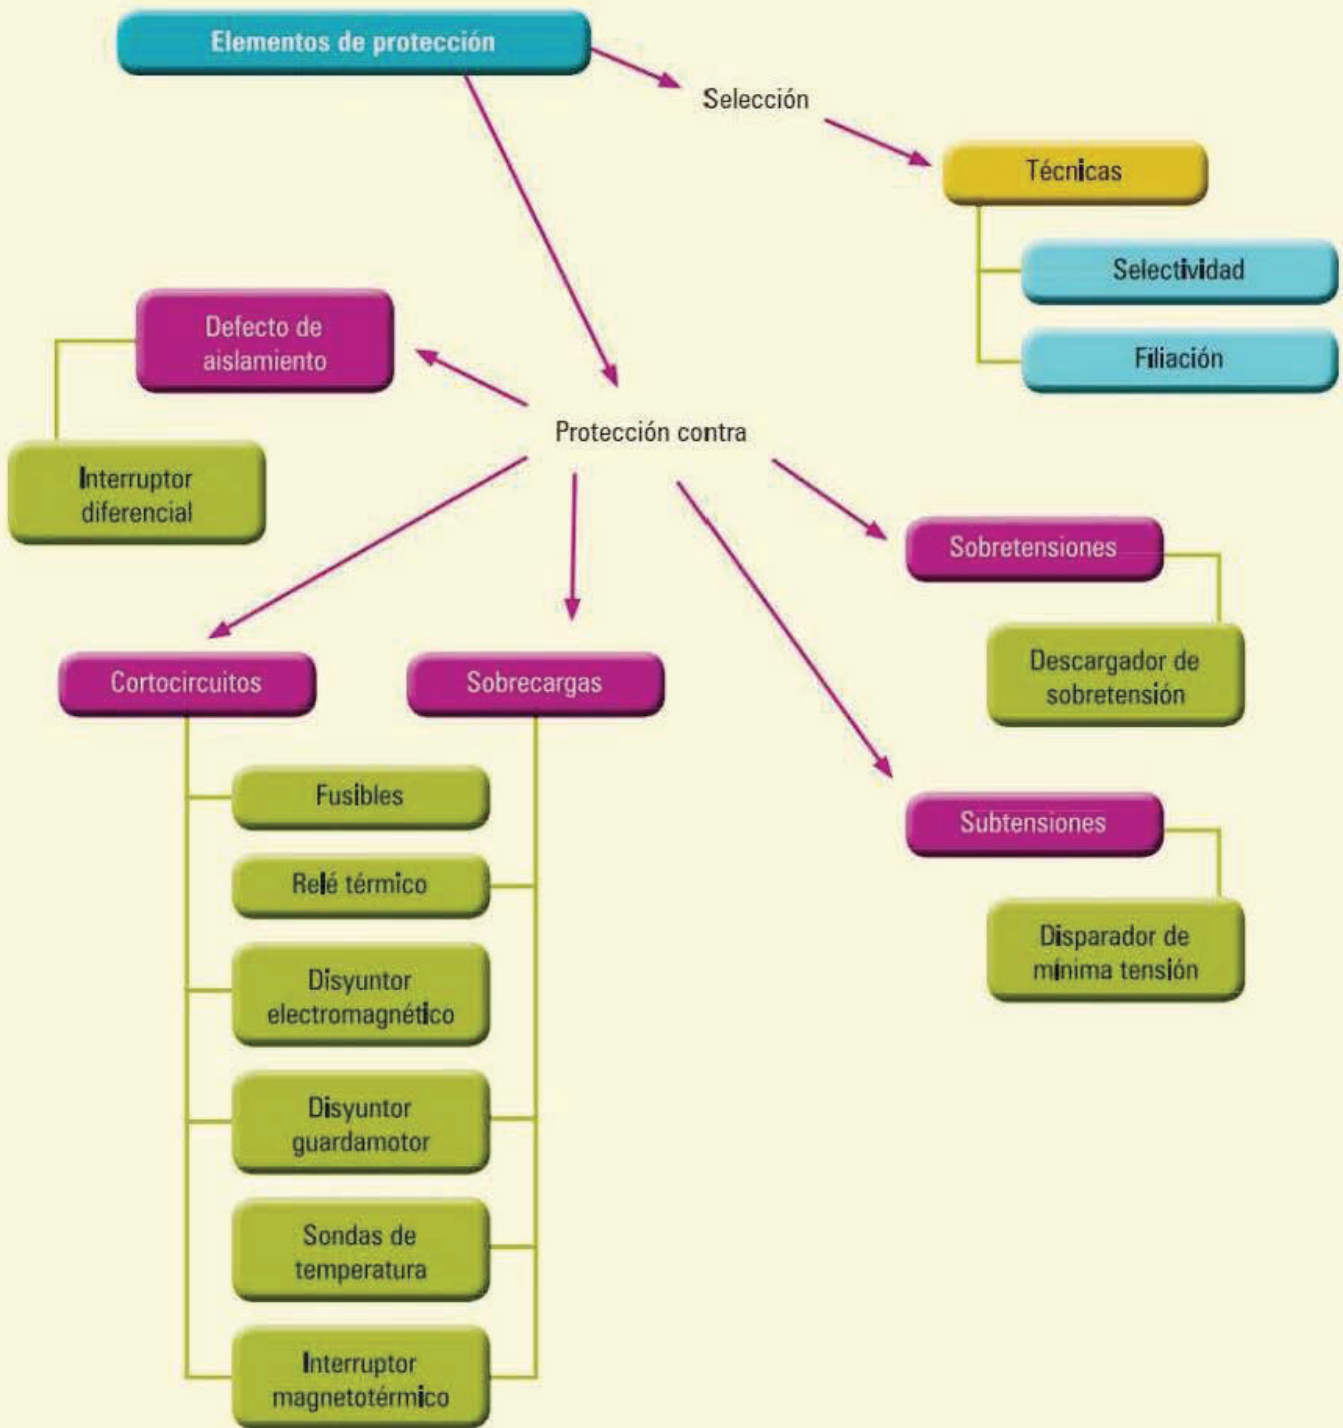 Elementos de protección
Selección
Técnicas
Selectividad
Filiación
Defecto de
aislamiento
Interruptor
diferencial
Protección contra
Sobretensiones
Descargador de
sobretensión
Subtensiones
Disparador de
mínima tensión
Cortocircuitos
Sobrecargas
Fusibles
Relé térmico
Disyuntor
electromagnético
Disyuntor
guardamotor
Sondas de
temperatura
Interruptor
magnetotérmico